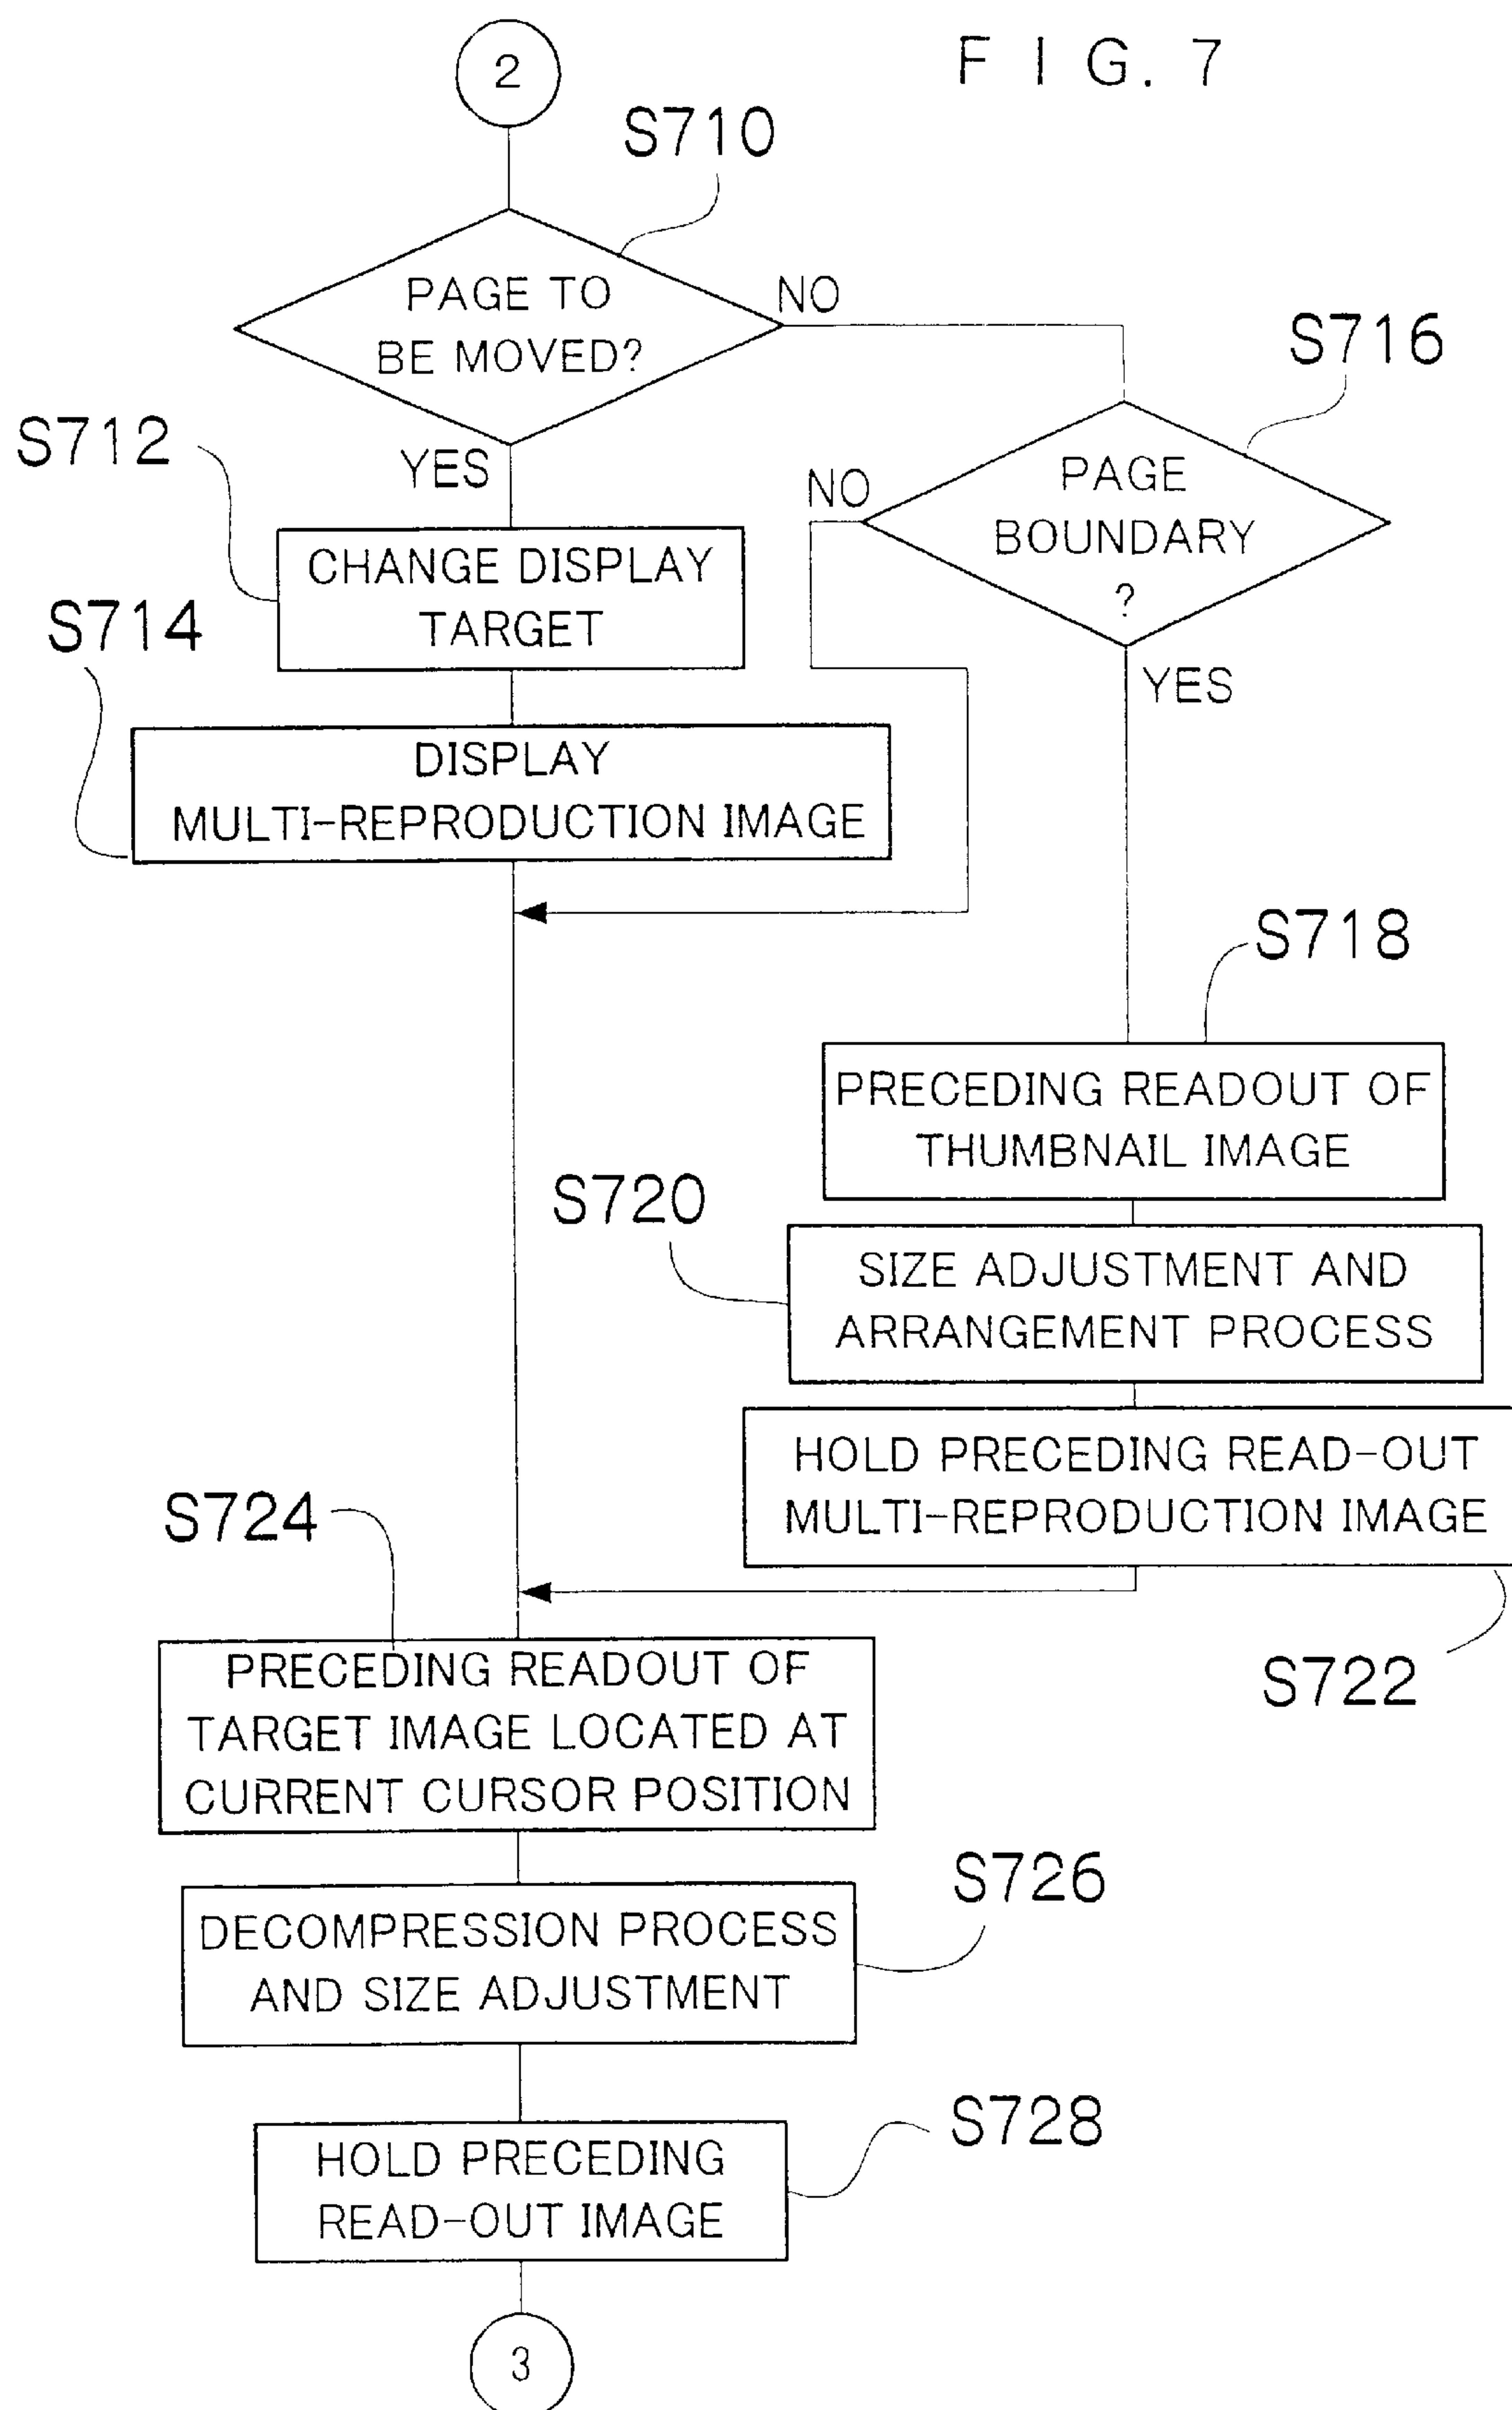 F I G. 7
2
S710
PAGE TO
BE MOVED?
NO
YES
S716
PAGE
BOUNDARY
?
NO
YES
S712
CHANGE DISPLAY
TARGET
S714
DISPLAY
MULTI-REPRODUCTION IMAGE
S718
PRECEDING READOUT OF
THUMBNAIL IMAGE
S720
SIZE ADJUSTMENT AND
ARRANGEMENT PROCESS
HOLD PRECEDING READ-OUT
MULTI-REPRODUCTION IMAGE
S722
S724
PRECEDING READOUT OF
TARGET IMAGE LOCATED AT
CURRENT CURSOR POSITION
S726
DECOMPRESSION PROCESS
AND SIZE ADJUSTMENT
S728
HOLD PRECEDING
READ-OUT IMAGE
3